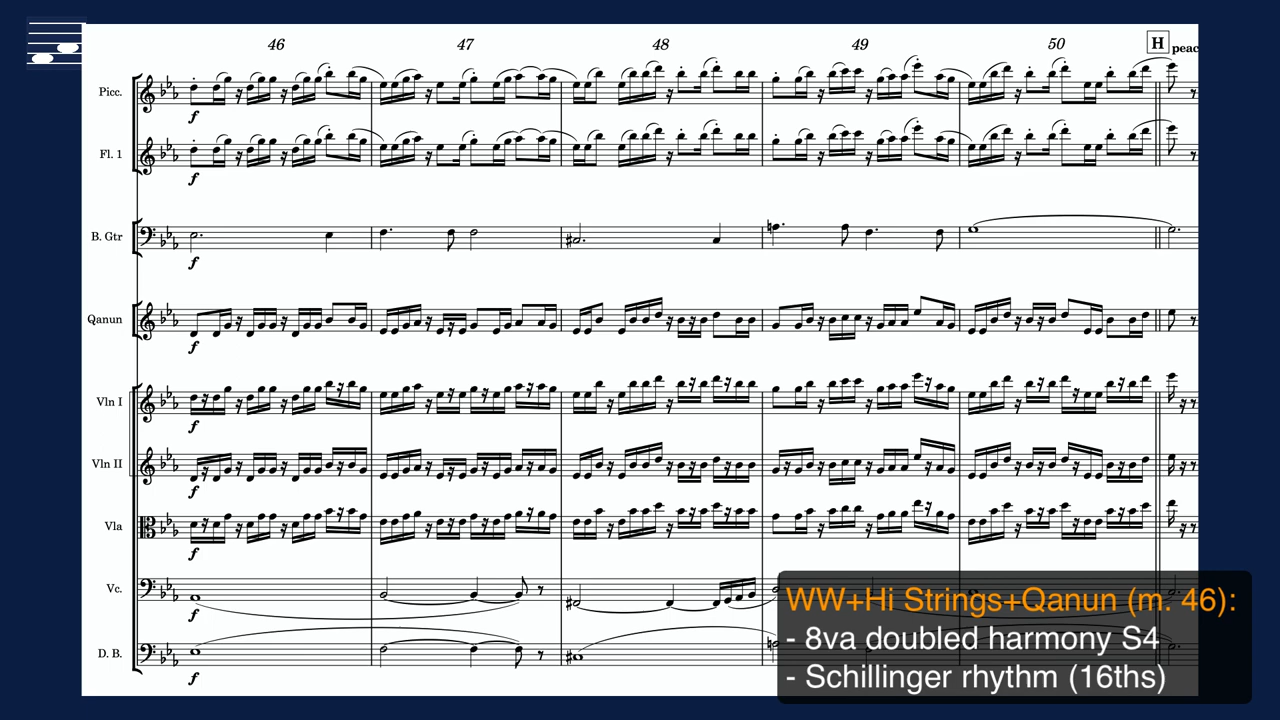 46 47 48 49 50 H peac
Picc.
f
Fl. 1
f
B. Gtr
f
Qanun
f
Vln I
f
Vln II
f
Vla
f
Vc.
f
D. B.
f
WW+Hi Strings+Qanun (m. 46):
- 8va doubled harmony S4
- Schillinger rhythm (16ths)